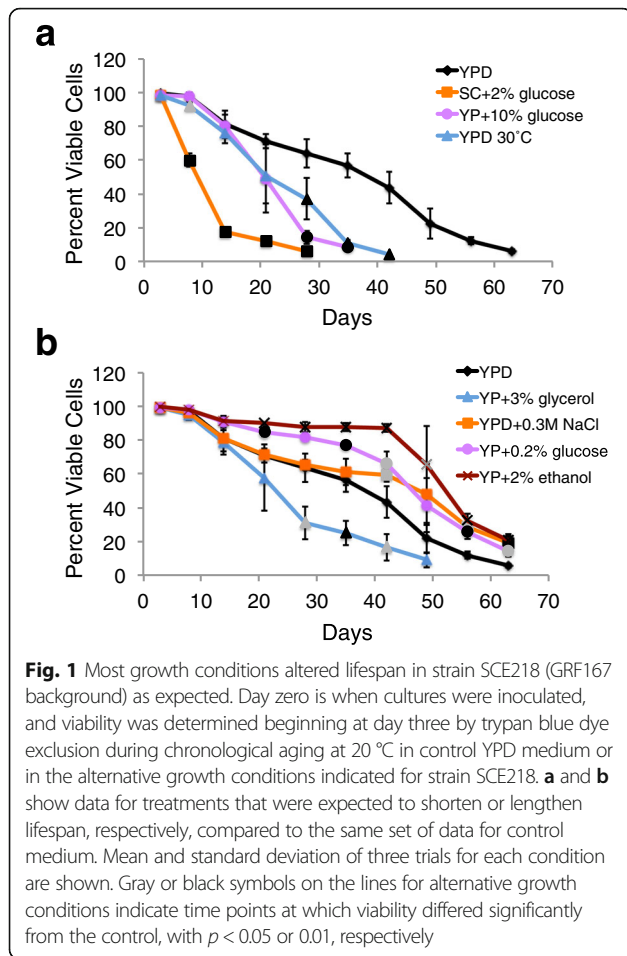 a
120
100
80
60
40
20
0
Percent Viable Cells
YPD
SC+2% glucose
YP+10% glucose
YPD 30˚C
0 10 20 30 40 50 60 70
Days
b
120
100
80
60
40
20
0
Percent Viable Cells
YPD
YP+3% glycerol
YPD+0.3M NaCl
YP+0.2% glucose
YP+2% ethanol
0 10 20 30 40 50 60 70
Days
Fig. 1 Most growth conditions altered lifespan in strain SCE218 (GRF167
background) as expected. Day zero is when cultures were inoculated,
and viability was determined beginning at day three by trypan blue dye
exclusion during chronological aging at 20 °C in control YPD medium or
in the alternative growth conditions indicated for strain SCE218. a and b
show data for treatments that were expected to shorten or lengthen
lifespan, respectively, compared to the same set of data for control
medium. Mean and standard deviation of three trials for each condition
are shown. Gray or black symbols on the lines for alternative growth
conditions indicate time points at which viability differed significantly
from the control, with p < 0.05 or 0.01, respectively